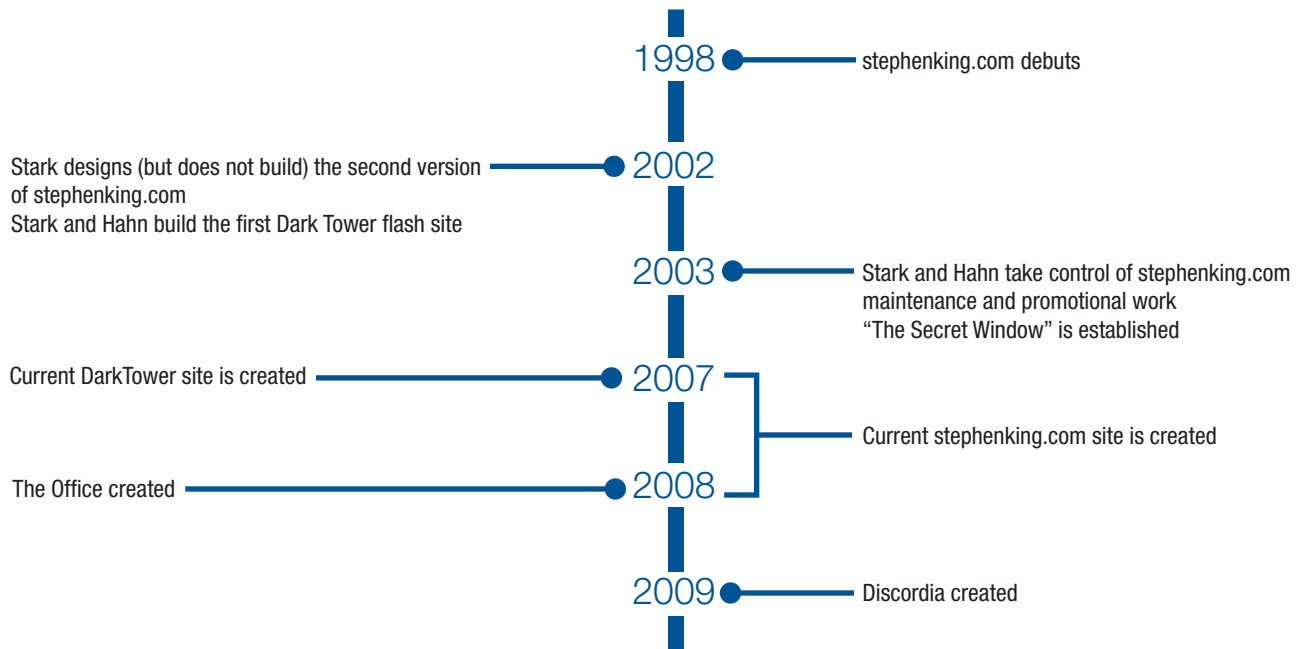 1998
stephenking.com debuts
Stark designs (but does not build) the second version
of stephenking.com
Stark and Hahn build the first Dark Tower flash site
2002
2003
Stark and Hahn take control of stephenking.com
maintenance and promotional work
“The Secret Window” is established
Current DarkTower site is created
2007
Current stephenking.com site is created
The Office created
2008
2009
Discordia created